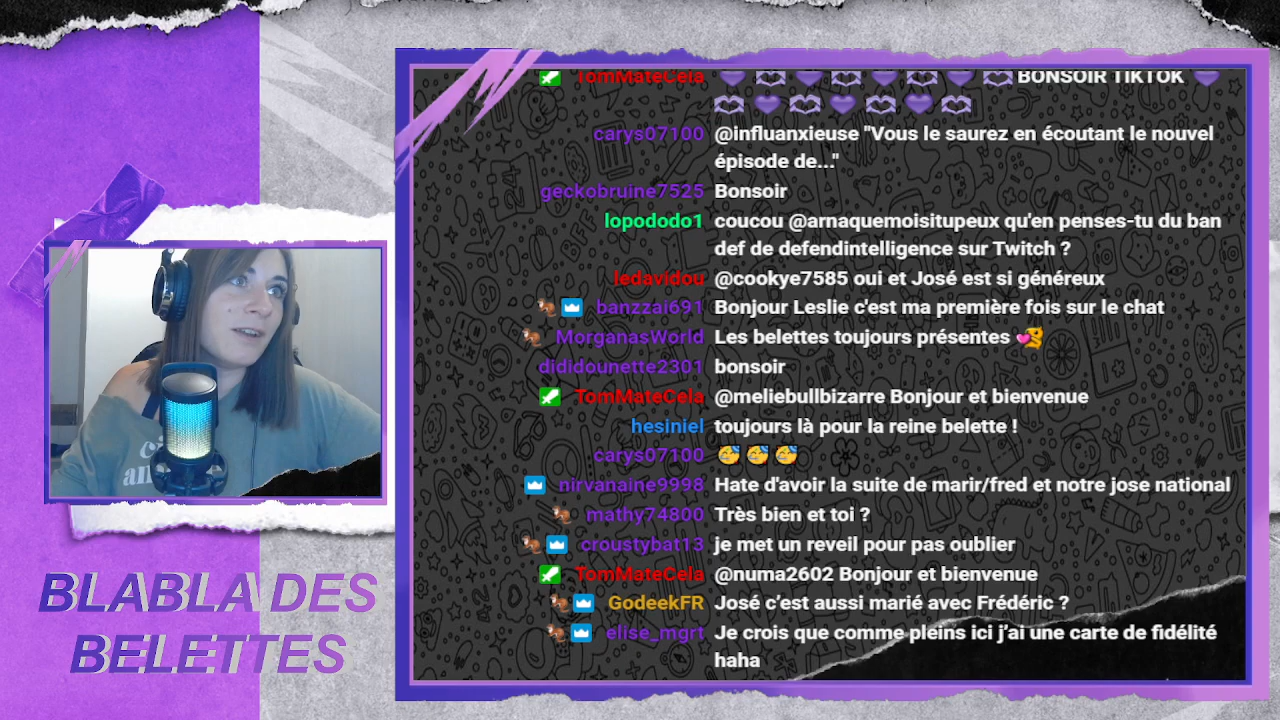 TomMateCela BONSOIR TIKTOK
carys07100 @influanxieuse "Vous le saurez en écoutant le nouvel
épisode de..."
geckobruine7525 Bonsoir
lopododo1 coucou @arnaquemoisitupeux qu'en penses-tu du ban
def de defendintelligence sur Twitch ?
ledavidou @cookye7585 oui et José est si généreux
banzzai691 Bonjour Leslie c'est ma première fois sur le chat
MorganasWorld Les belettes toujours présentes
dididounette2301 bonsoir
TomMateCela @meliebullbizarre Bonjour et bienvenue
hesiniel toujours là pour la reine belette !
carys07100
nirvanaine9998 Hate d'avoir la suite de marir/fred et notre jose national
mathy74800 Très bien et toi ?
croustybat13 je met un reveil pour pas oublier
TomMateCela @numa2602 Bonjour et bienvenue
GodeekFR José c'est aussi marié avec Frédéric ?
elise_mgrt Je crois que comme pleins ici j'ai une carte de fidélité
haha
BLABLA DES
BELETTES